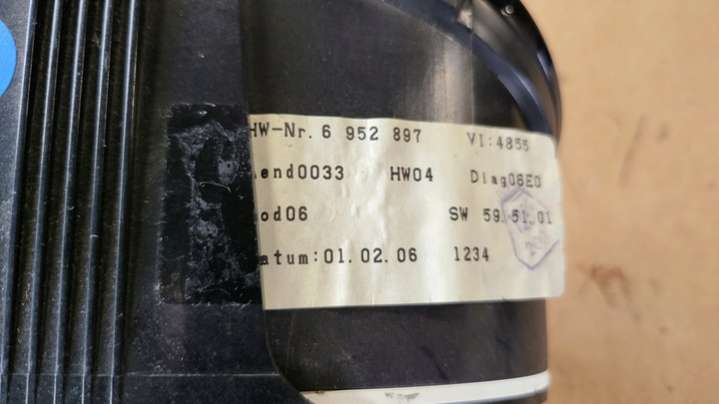 HW-Nr. 6 952 897 VI:4855
end0033 HW04 Diag06E0
od06 SW 59.51.01
atum:01.02.06 1234